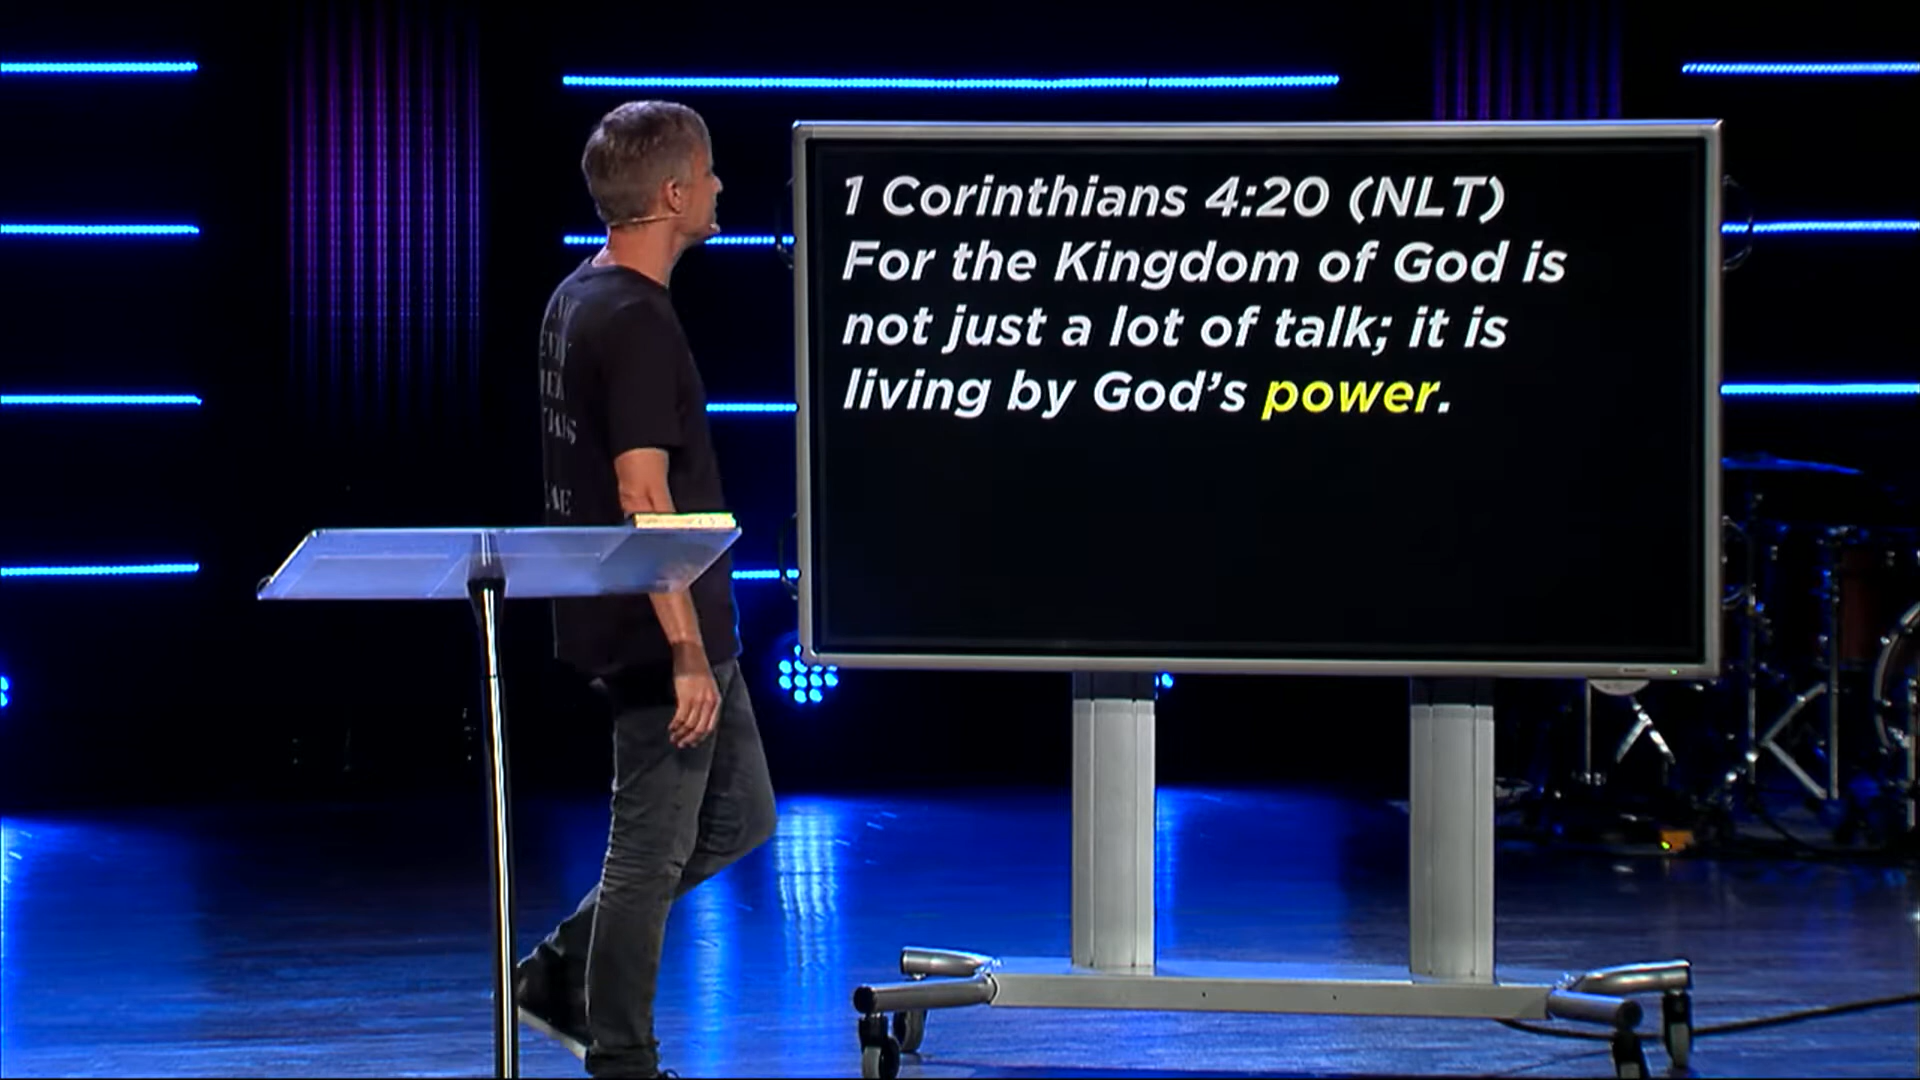 1 Corinthians 4:20 (NLT)
For the Kingdom of God is
not just a lot of talk; it is
living by God's power.